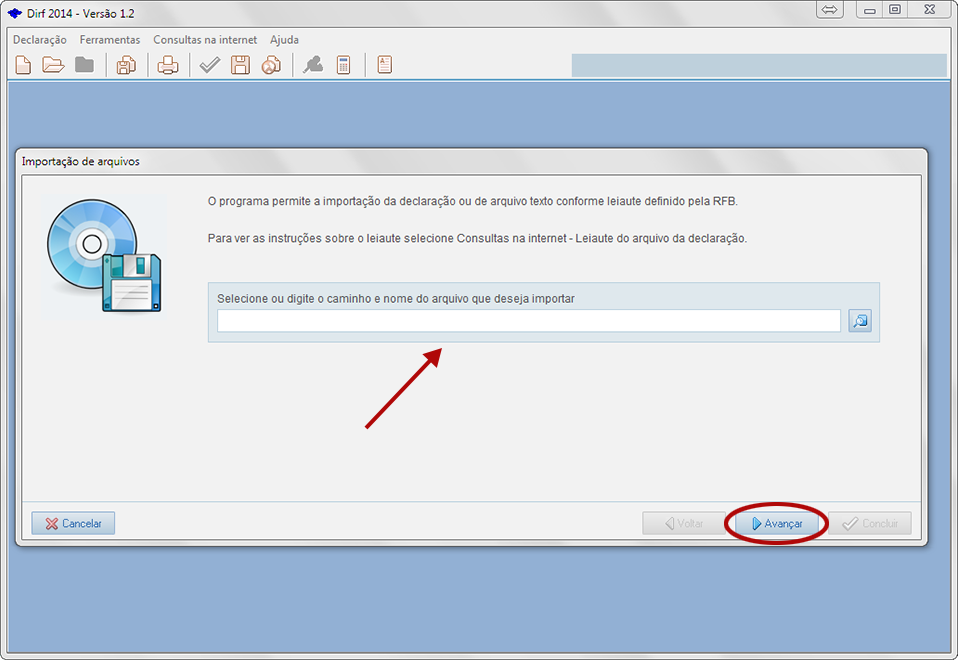 Dirf 2014 - Versão 1.2
Declaração Ferramentas Consultas na internet Ajuda
Importação de arquivos
O programa permite a importação da declaração ou de arquivo texto conforme leiaute definido pela RFB.
Para ver as instruções sobre o leiaute selecione Consultas na internet - Leiaute do arquivo da declaração.
Selecione ou digite o caminho e nome do arquivo que deseja importar
Cancelar Voltar Avançar Concluir